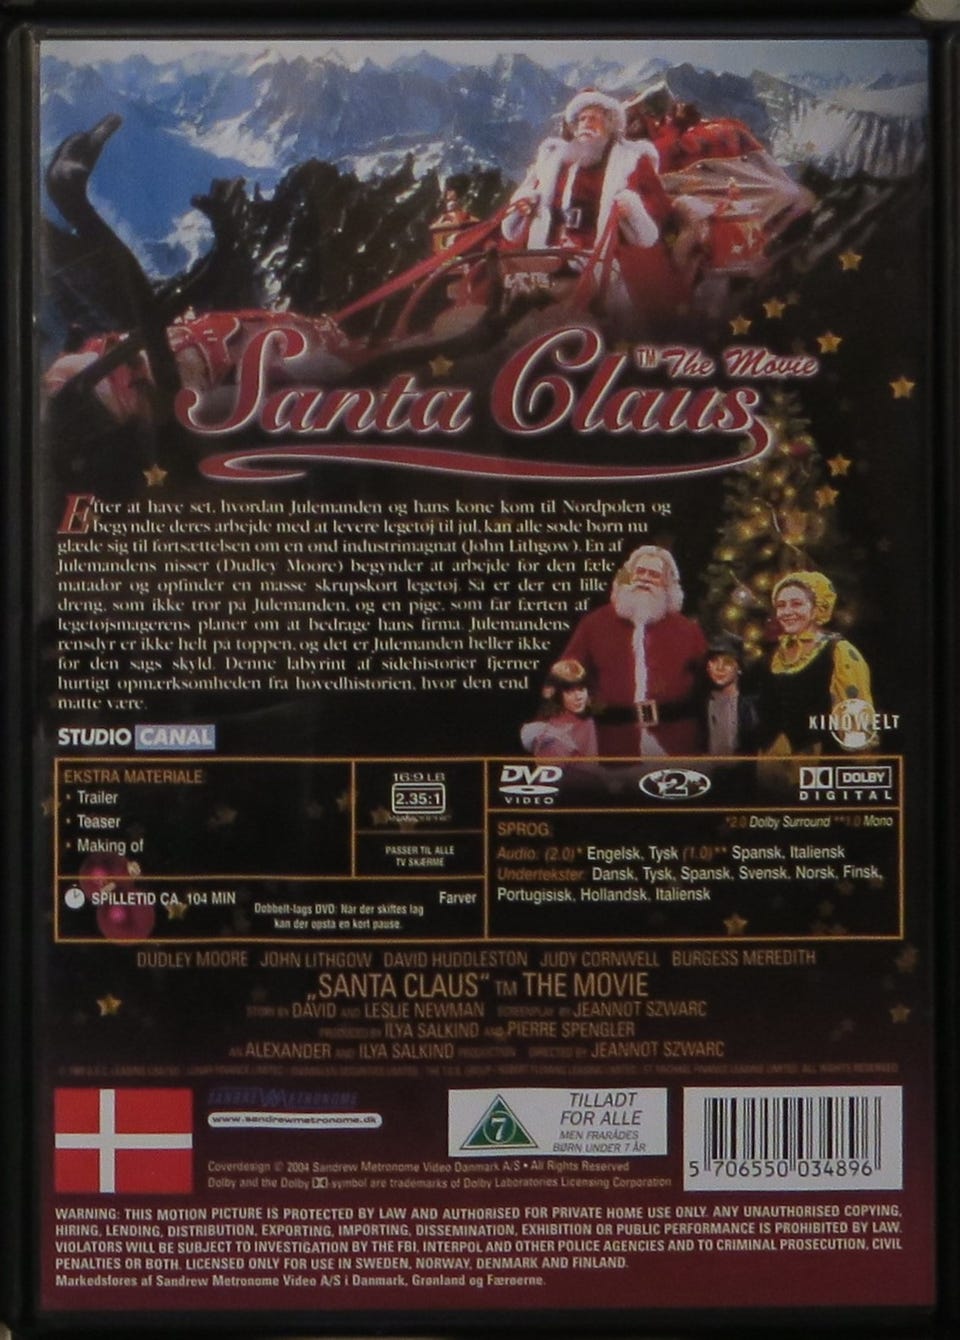 Santa Claus™ The Movie
Efter at have set, hvordan Julemanden og hans kone kom til Nordpolen og
begyndte deres arbejde med at levere legetøj til jul, kan alle søde børn nu
glæde sig til fortsættelsen om en ond industrimagnat (John Lithgow). En af
Julemandens nisser (Dudley Moore) begynder at arbejde for den fæle
matador og opfinder en masse skrupskørt legetøj. Så er der en lille
dreng, som ikke tror på Julemanden, og en pige, som får færten af
legetøjsmagerens planer om at bedrage hans firma. Julemandens
rensdyr er ikke helt på toppen, og det er Julemanden heller ikke
for den sags skyld. Denne labyrint af sidehistorier fjerner
hurtigt opmærksomheden fra hovedhistorien, hvor den end
måtte være.
KINOWELT
STUDIO CANAL
EKSTRA MATERIALE:
• Trailer
• Teaser
• Making of
16:9 LB
2.35:1
PASSER TIL ALLE
TV SKÆRME
SPILLETID CA. 104 MIN
Dobbelt-lags DVD: Når der skiftes lag
kan der opstå en kort pause.
Farver
DVD
VIDEO
2
DOLBY
DIGITAL
*2.0 Dolby Surround **1.0 Mono
SPROG:
Audio: (2.0)* Engelsk, Tysk (1.0)** Spansk, Italiensk
Undertekster: Dansk, Tysk, Spansk, Svensk, Norsk, Finsk,
Portugisisk, Hollandsk, Italiensk
DUDLEY MOORE JOHN LITHGOW DAVID HUDDLESTON JUDY CORNWELL BURGESS MEREDITH
„SANTA CLAUS“ TM THE MOVIE
STORY BY DAVID AND LESLIE NEWMAN SCREENPLAY BY JEANNOT SZWARC
PRODUCED BY ILYA SALKIND AND PIERRE SPENGLER
AN ALEXANDER AND ILYA SALKIND PRODUCTION DIRECTED BY JEANNOT SZWARC
SANDREW METRONOME
www.sandrewmetronome.dk
7
TILLADT
FOR ALLE
MEN FRARÅDES
BØRN UNDER 7 ÅR
5 706550 034896
Coverdesign © 2004 Sandrew Metronome Video Danmark A/S • All Rights Reserved
Dolby and the Dolby DD-symbol are trademarks of Dolby Laboratories Licensing Corporation
WARNING: THIS MOTION PICTURE IS PROTECTED BY LAW AND AUTHORISED FOR PRIVATE HOME USE ONLY. ANY UNAUTHORISED COPYING,
HIRING, LENDING, DISTRIBUTION, EXPORTING, IMPORTING, DISSEMINATION, EXHIBITION OR PUBLIC PERFORMANCE IS PROHIBITED BY LAW.
VIOLATORS WILL BE SUBJECT TO INVESTIGATION BY THE FBI, INTERPOL AND OTHER POLICE AGENCIES AND TO CRIMINAL PROSECUTION, CIVIL
PENALTIES OR BOTH. LICENSED ONLY FOR USE IN SWEDEN, NORWAY, DENMARK AND FINLAND.
Markedsføres af Sandrew Metronome Video A/S i Danmark, Grønland og Færøerne.